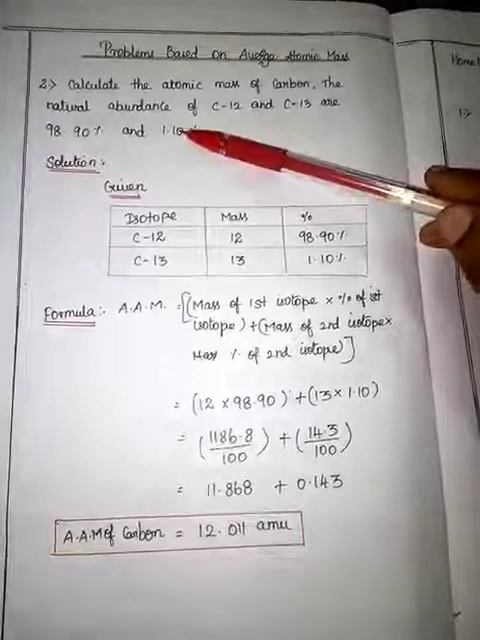 Problems Based on Average Atomic Mass
2:> Calculate the atomic mass of Carbon, The
natural abundance of C-12 and C-13 are
98 90% and 1.10
Solution:
Given
Isotope Mass %
C-12 12 98.90%
C-13 13 1.10%
Formula:- A.A.M. = [(Mass of 1st isotope × % of 1st
isotope) + (Mass of 2nd isotope ×
Mass % of 2nd isotope)]
= (12 × 98.90) + (13 × 1.10)
= (1186.8/100) + (14.3/100)
= 11.868 + 0.143
A.A.M of Carbon = 12.011 amu
1:>